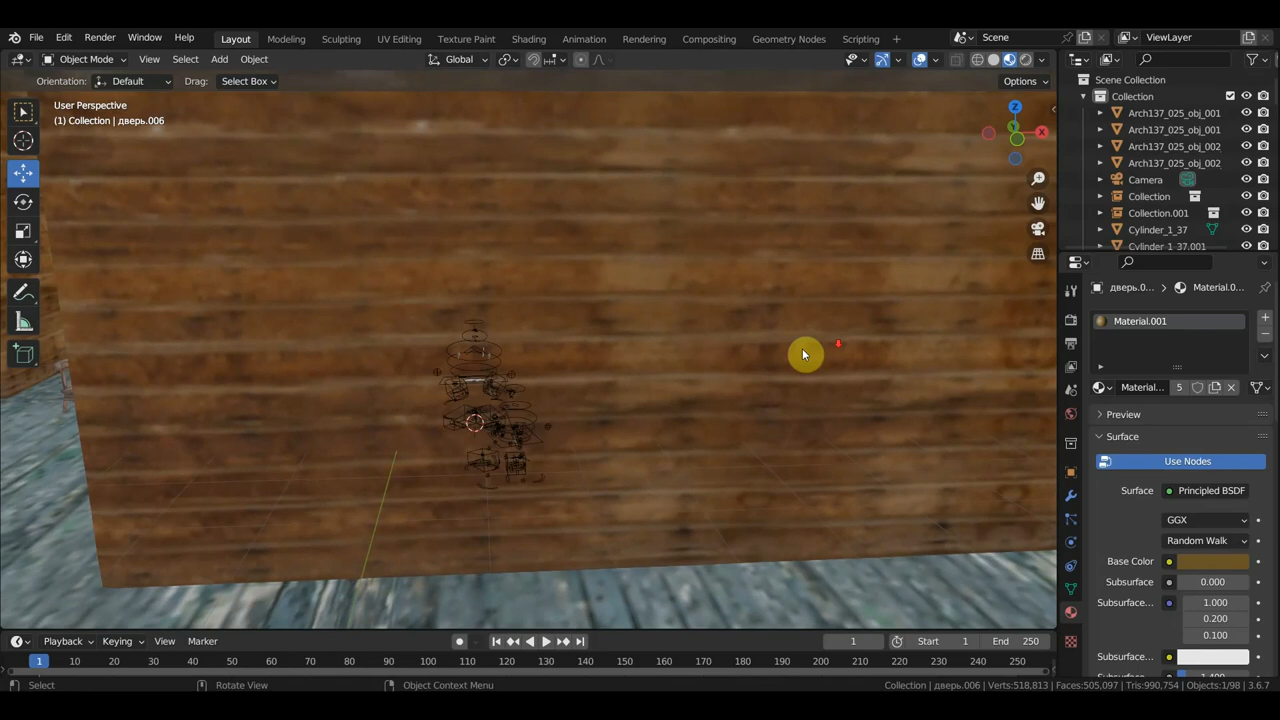 File Edit Render Window Help Layout Modeling Sculpting UV Editing Texture Paint Shading Animation Rendering Compositing Geometry Nodes Scripting + Scene ViewLayer
Object Mode View Select Add Object Global
Orientation: Default Drag: Select Box Options
User Perspective
(1) Collection | дверь.006
Z
Y
X
Scene Collection
Collection
Arch137_025_obj_001
Arch137_025_obj_001
Arch137_025_obj_002
Arch137_025_obj_002
Camera
Collection
Collection.001
Cylinder_1_37
Cylinder_1_37.001
дверь.0... Material.0...
Material.001
Material... 5
Preview
Surface
Use Nodes
Surface Principled BSDF
GGX
Random Walk
Base Color
Subsurface 0.000
Subsurface... 1.000
0.200
0.100
Subsurface...
Subsurface... 1.400
Playback Keying View Marker 1 Start 1 End 250
1 10 20 30 40 50 60 70 80 90 100 110 120 130 140 150 160 170 180 190 200 210 220 230 240 250
Select Rotate View Object Context Menu Collection | дверь.006 | Verts:518,813 | Faces:505,097 | Tris:990,754 | Objects:1/98 | 3.6.7